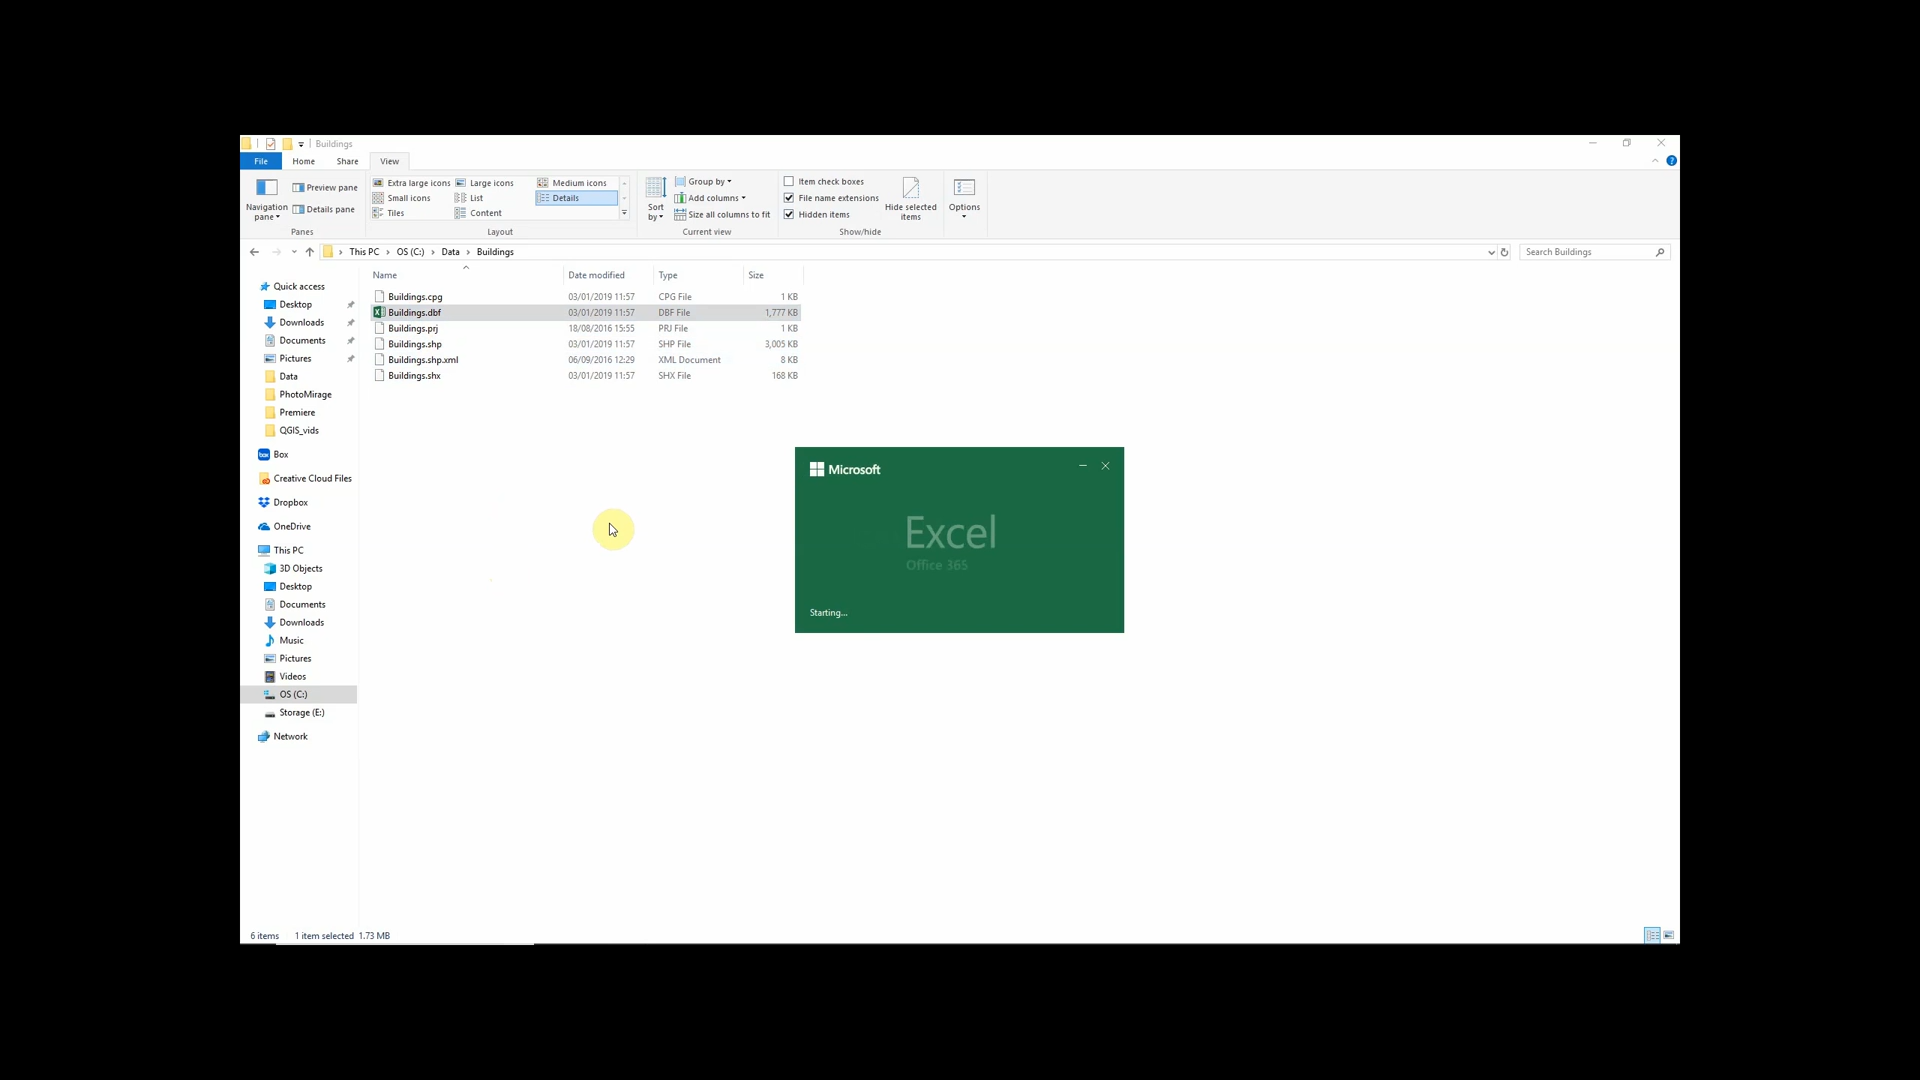 Buildings
File Home Share View
Navigation pane
Preview pane
Details pane
Panes
Extra large icons Large icons Medium icons
Small icons List Details
Tiles Content
Layout
Sort by
Group by
Add columns
Size all columns to fit
Current view
Item check boxes
File name extensions
Hidden items
Hide selected items
Show/hide
Options
This PC › OS (C:) › Data › Buildings
Search Buildings
Name Date modified Type Size
Buildings.cpg 03/01/2019 11:57 CPG File 1 KB
Buildings.dbf 03/01/2019 11:57 DBF File 1,777 KB
Buildings.prj 18/08/2016 15:55 PRJ File 1 KB
Buildings.shp 03/01/2019 11:57 SHP File 3,005 KB
Buildings.shp.xml 06/09/2016 12:29 XML Document 8 KB
Buildings.shx 03/01/2019 11:57 SHX File 168 KB
Quick access
Desktop
Downloads
Documents
Pictures
Data
PhotoMirage
Premiere
QGIS_vids
box Box
Creative Cloud Files
Dropbox
OneDrive
This PC
3D Objects
Desktop
Documents
Downloads
Music
Pictures
Videos
OS (C:)
Storage (E:)
Network
Microsoft
Excel
Office 365
Starting...
6 items 1 item selected 1.73 MB